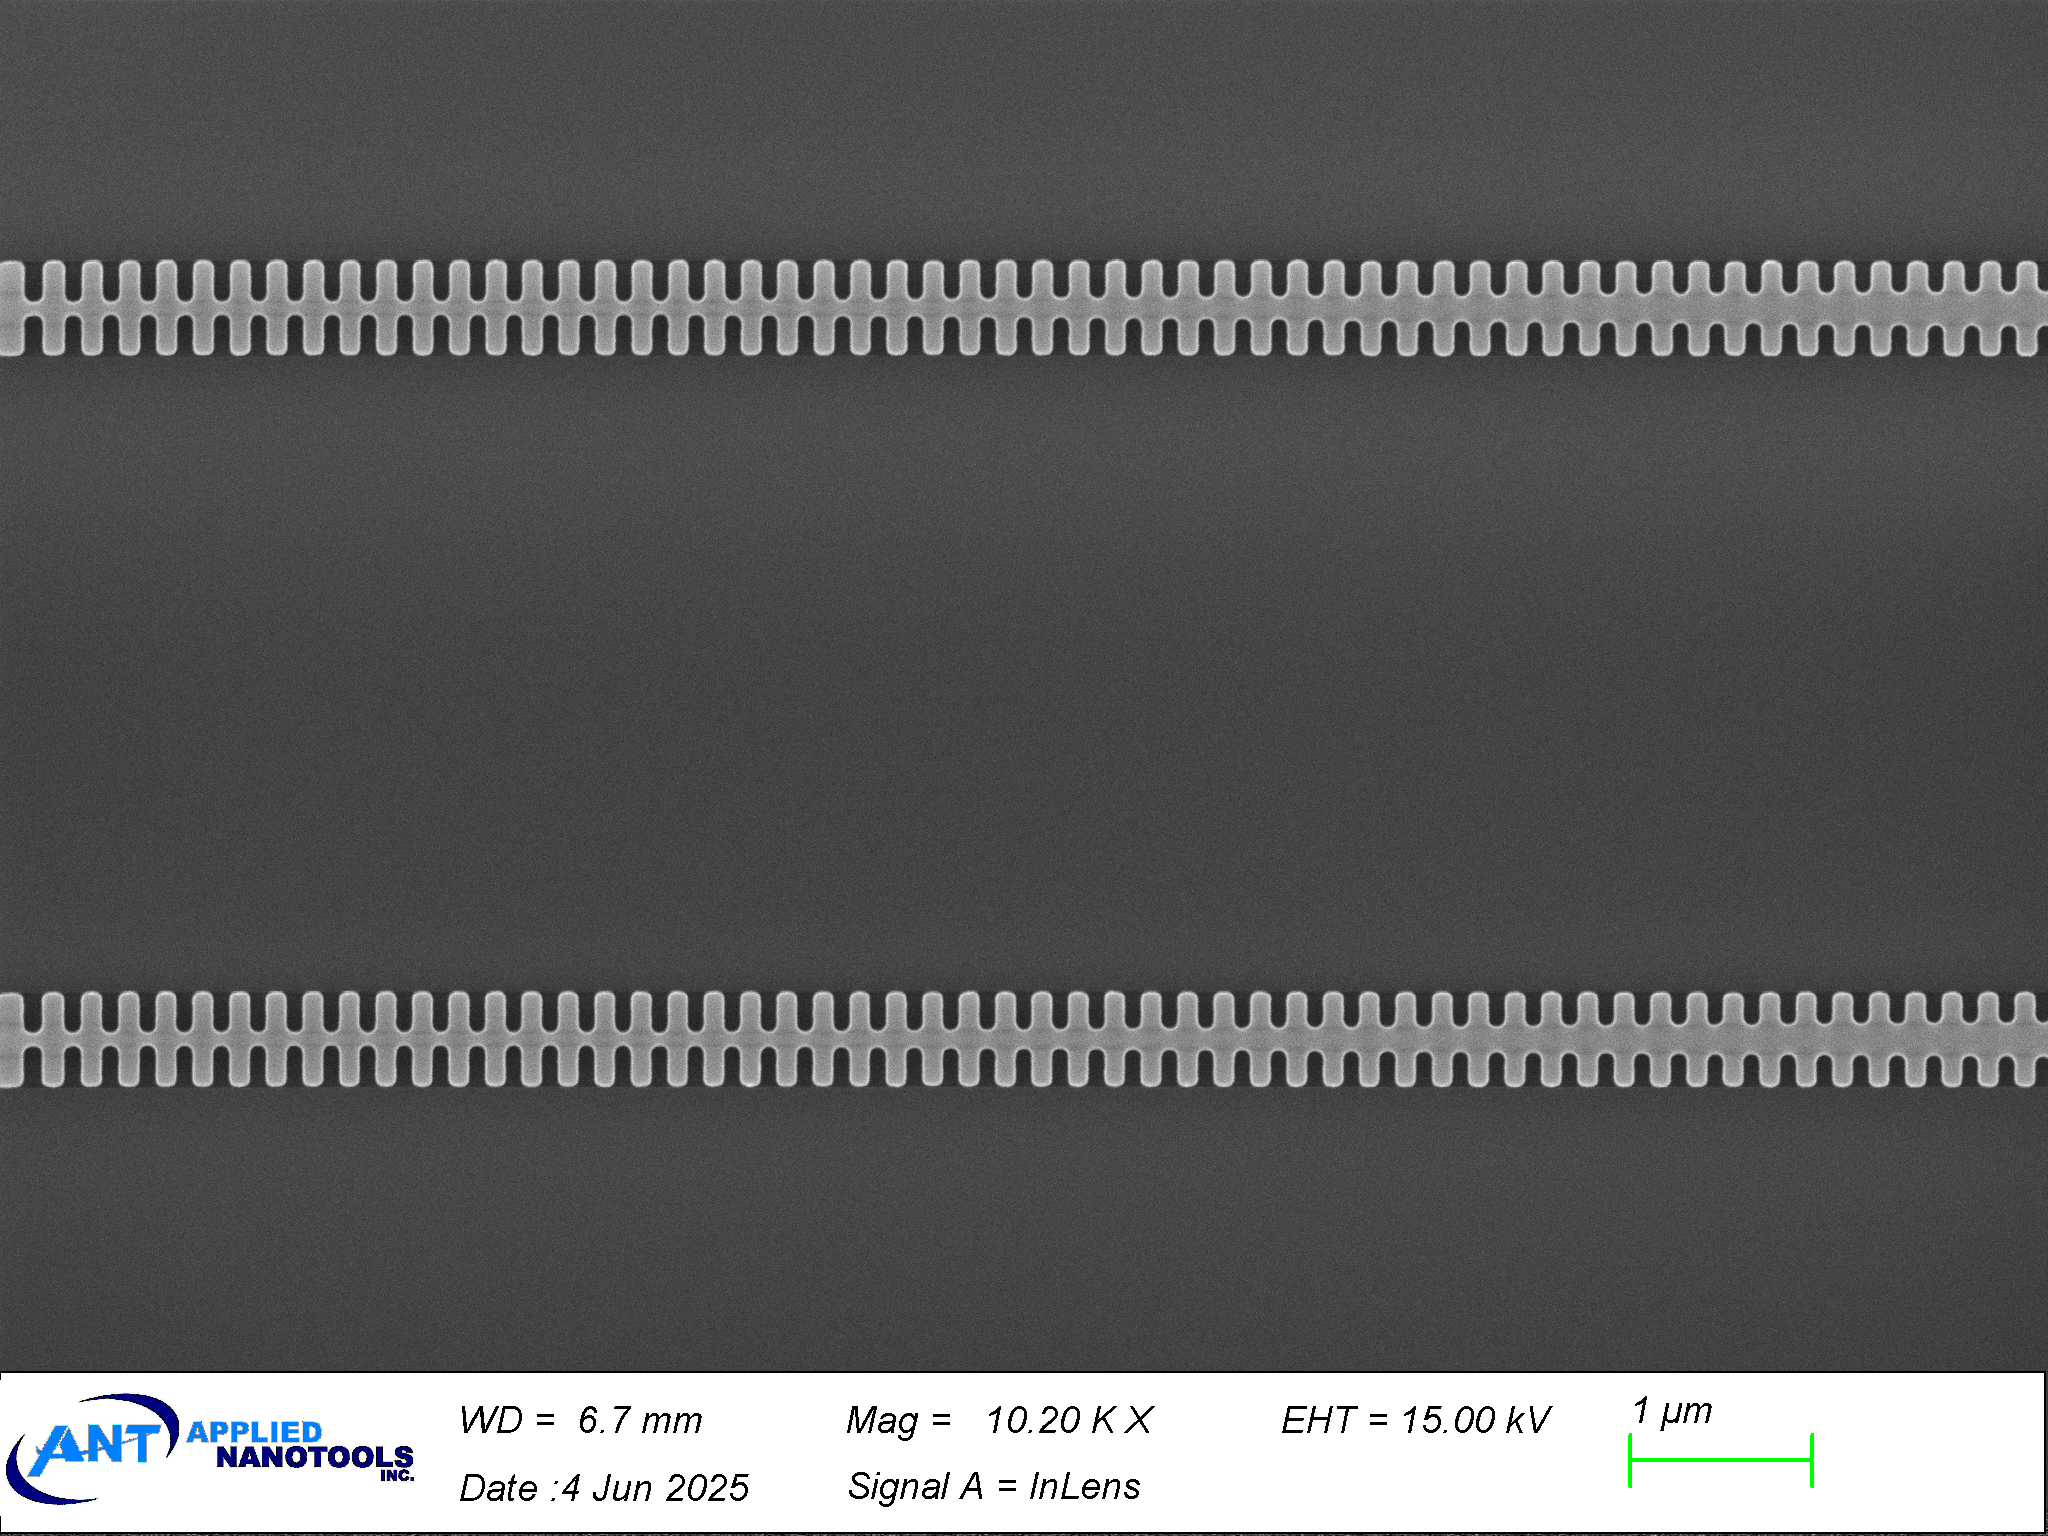 ANT APPLIED
NANOTOOLS
INC.
WD = 6.7 mm
Mag = 10.20 K X
EHT = 15.00 kV
1 µm
Date :4 Jun 2025
Signal A = InLens